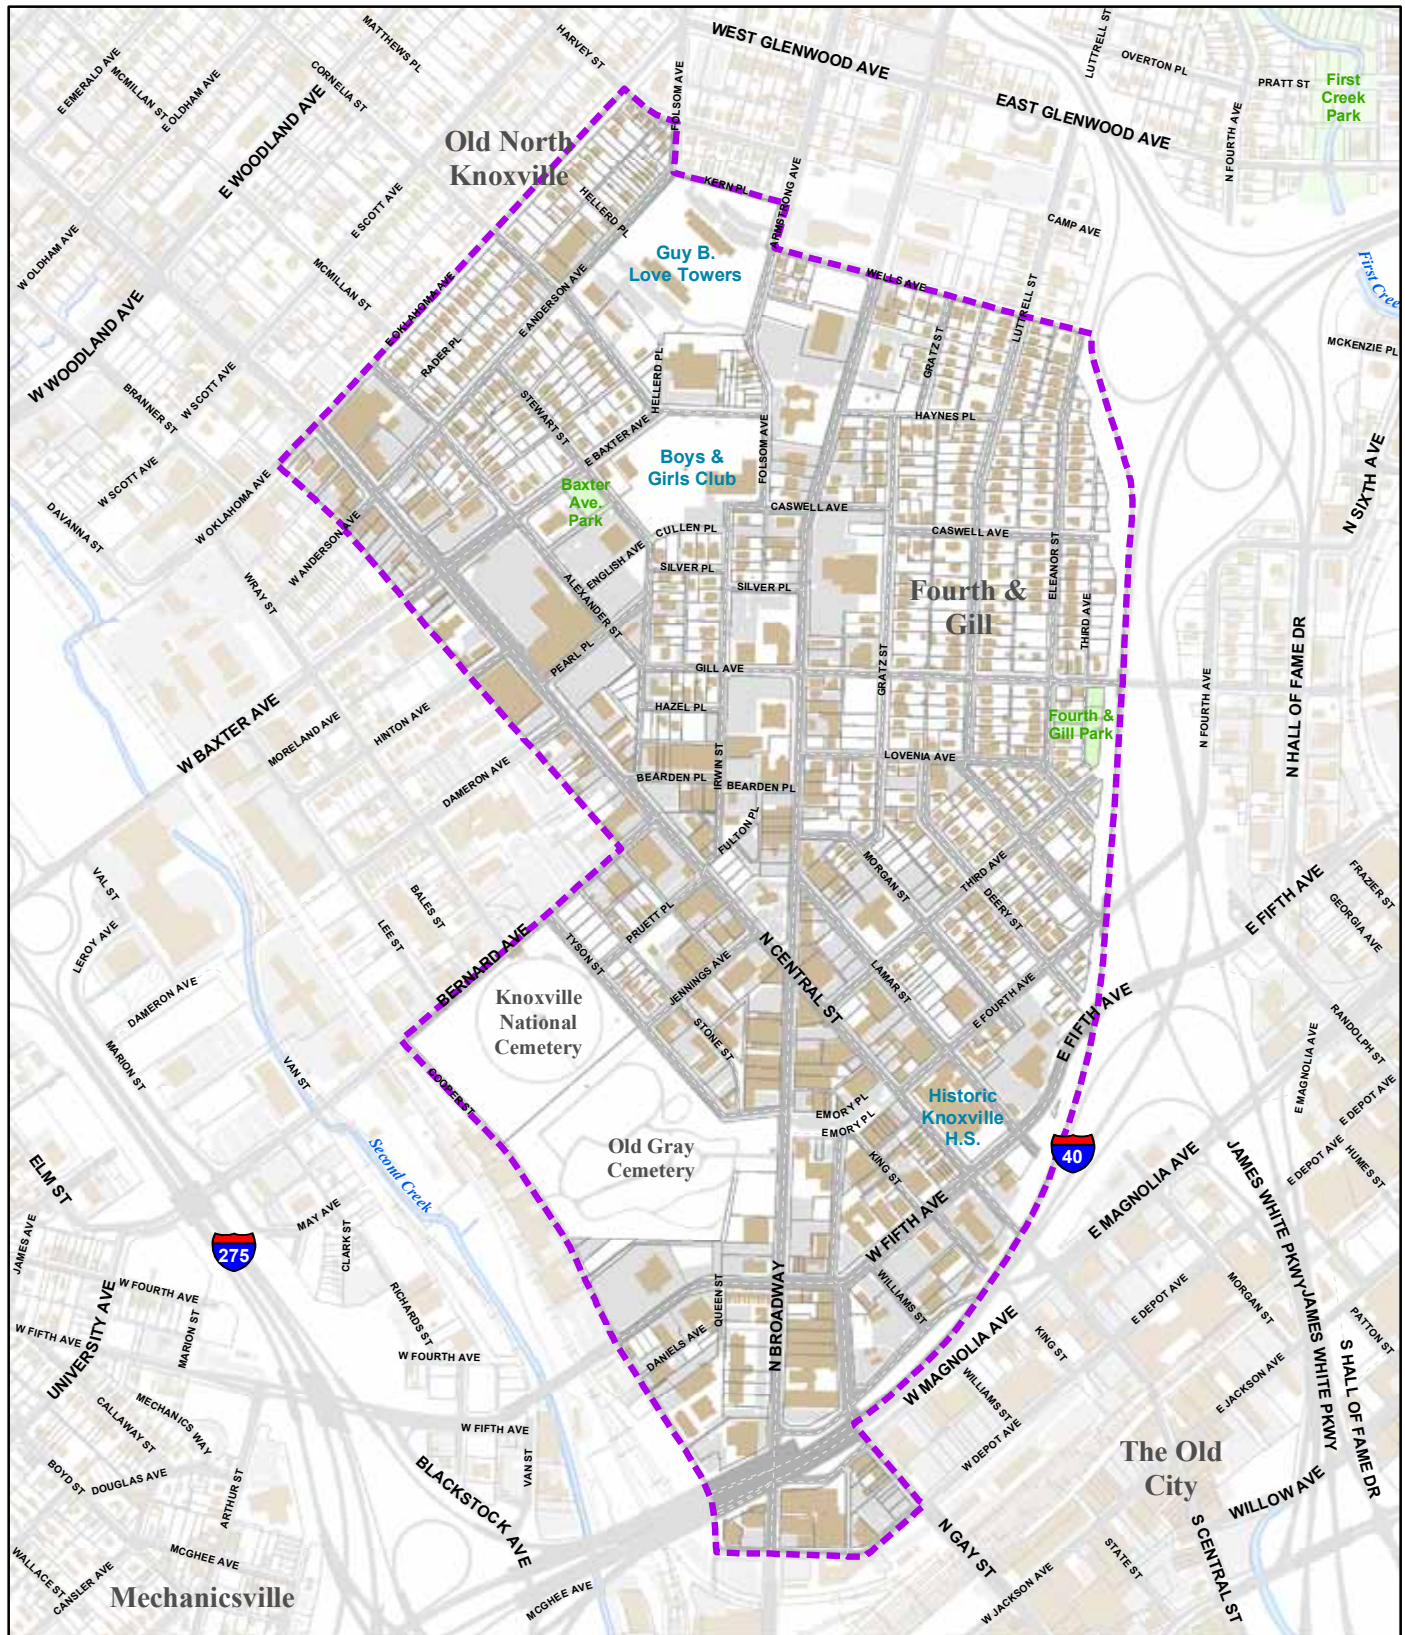 MATTHEWS PL
HARVEY ST
WEST GLENWOOD AVE
LUTTRELL ST
OVERTON PL
PRATT ST
First
Creek
Park
E EMERALD AVE
MCMILLAN ST
E OLDHAM AVE
CORNELIA ST
E WOODLAND AVE
FOLSOM AVE
EAST GLENWOOD AVE
N FOURTH AVE
Old North
Knoxville
KERN PL
ARMSTRONG AVE
HELLERD PL
E SCOTT AVE
CAMP AVE
W OLDHAM AVE
MCMILLAN ST
Guy B.
Love Towers
WELLS AVE
First Cree
E OKLAHOMA AVE
E ANDERSON AVE
LUTTRELL ST
W WOODLAND AVE
RADER PL
GRATZ ST
MCKENZIE PL
BRANNER ST
W SCOTT AVE
HELLERD PL
STEWART ST
HAYNES PL
E BAXTER AVE
FOLSOM AVE
W SCOTT AVE
W OKLAHOMA AVE
Boys &
Girls Club
N SIXTH AVE
Baxter
Ave.
Park
DAVANNA ST
W ANDERSON AVE
CASWELL AVE
CULLEN PL
CASWELL AVE
WRAY ST
ENGLISH AVE
SILVER PL
SILVER PL
ELEANOR ST
ALEXANDER ST
Fourth &
Gill
THIRD AVE
PEARL PL
GILL AVE
GRATZ ST
N HALL OF FAME DR
N FOURTH AVE
W BAXTER AVE
MORELAND AVE
HINTON AVE
HAZEL PL
Fourth &
Gill Park
IRWIN ST
LOVENIA AVE
DAMERON AVE
BEARDEN PL
BEARDEN PL
FULTON PL
MORGAN ST
THIRD AVE
DEERY ST
VAL ST
BALES ST
LEE ST
LEROY AVE
PRUETT PL
FRAZIER ST
GEORGIA AVE
E FIFTH AVE
BERNARD AVE
TYSON ST
N CENTRAL ST
LAMAR ST
JENNINGS AVE
E FOURTH AVE
DAMERON AVE
Knoxville
National
Cemetery
STONE ST
E FIFTH AVE
RANDOLPH ST
MARION ST
VAN ST
COOPER ST
E MAGNOLIA AVE
E DEPOT AVE
EMORY PL
EMORY PL
Historic
Knoxville
H.S.
Old Gray
Cemetery
Second Creek
KING ST
40
ELM ST
E DEPOT AVE
HUMES ST
JAMES WHITE PKWY
E MAGNOLIA AVE
MAY AVE
CLARK ST
JAMES AVE
275
W FIFTH AVE
W FOURTH AVE
RICHARDS ST
QUEEN ST
N BROADWAY
WILLIAMS ST
E DEPOT AVE
MORGAN ST
UNIVERSITY AVE
MARION ST
W FIFTH AVE
W FOURTH AVE
DANIELS AVE
W MAGNOLIA AVE
KING ST
JAMES WHITE PKWY
PATTON ST
S HALL OF FAME DR
CALLAWAY ST
MECHANICS WAY
W FIFTH AVE
WILLIAMS ST
E JACKSON AVE
BOYD ST
DOUGLAS AVE
ARTHUR ST
BLACKSTOCK AVE
VAN ST
W DEPOT AVE
The Old
City
WILLOW AVE
WALLACE ST
CANSLER AVE
MCGHEE AVE
N GAY ST
STATE ST
S CENTRAL ST
Mechanicsville
MCGHEE AVE
W JACKSON AVE